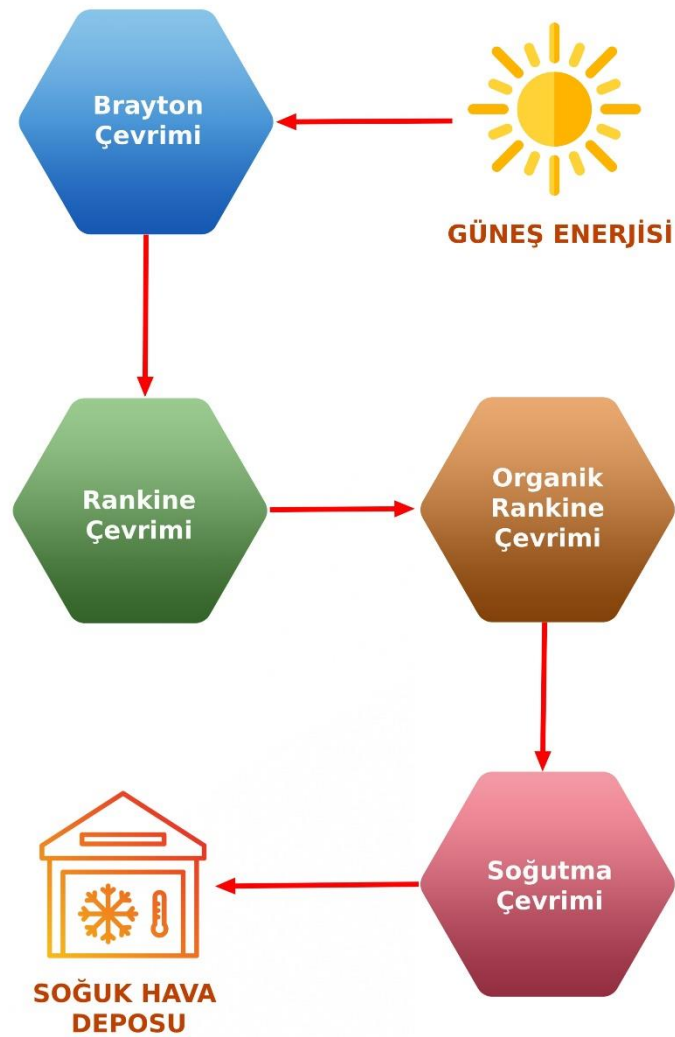 Brayton
Çevrimi
GÜNEŞ ENERJİSİ
Rankine
Çevrimi
Organik
Rankine
Çevrimi
Soğutma
Çevrimi
SOĞUK HAVA
DEPOSU